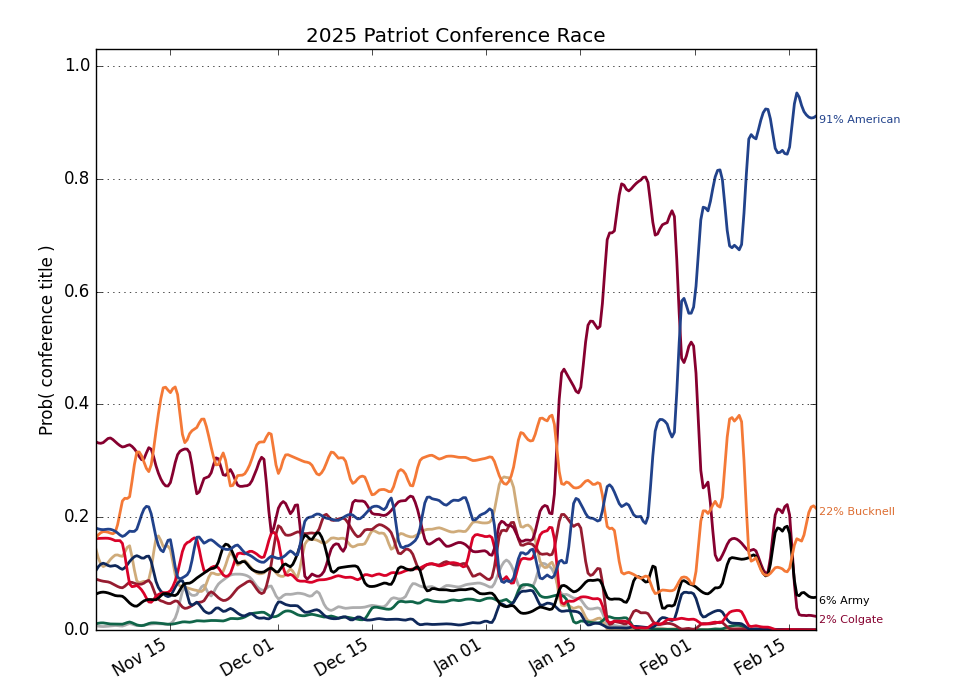 2025 Patriot Conference Race
Prob( conference title )
1.0
0.8
0.6
0.4
0.2
0.0
Nov 15
Dec 01
Dec 15
Jan 01
Jan 15
Feb 01
Feb 15
91% American
22% Bucknell
6% Army
2% Colgate